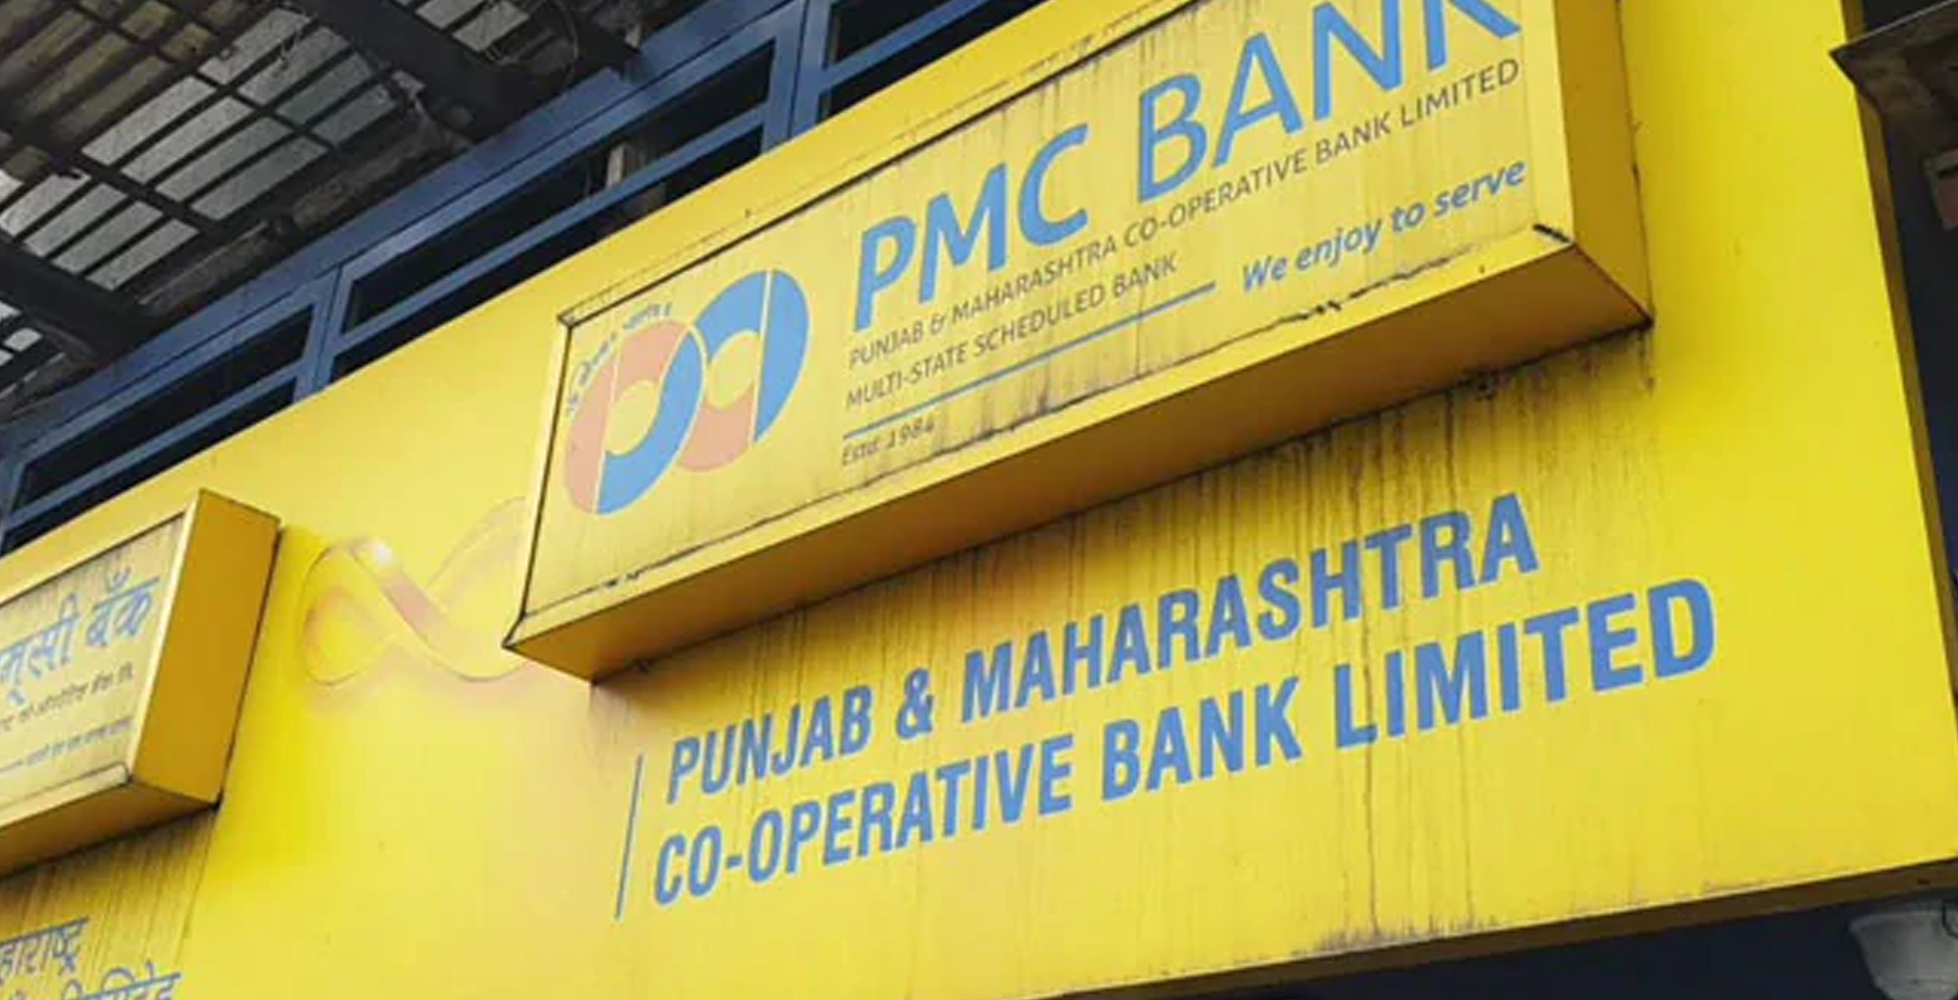 PMC BANK
PUNJAB & MAHARASHTRA CO-OPERATIVE BANK LIMITED
MULTI-STATE SCHEDULED BANK
We enjoy to serve
Estd. 1984
PUNJAB & MAHARASHTRA
CO-OPERATIVE BANK LIMITED
बँक